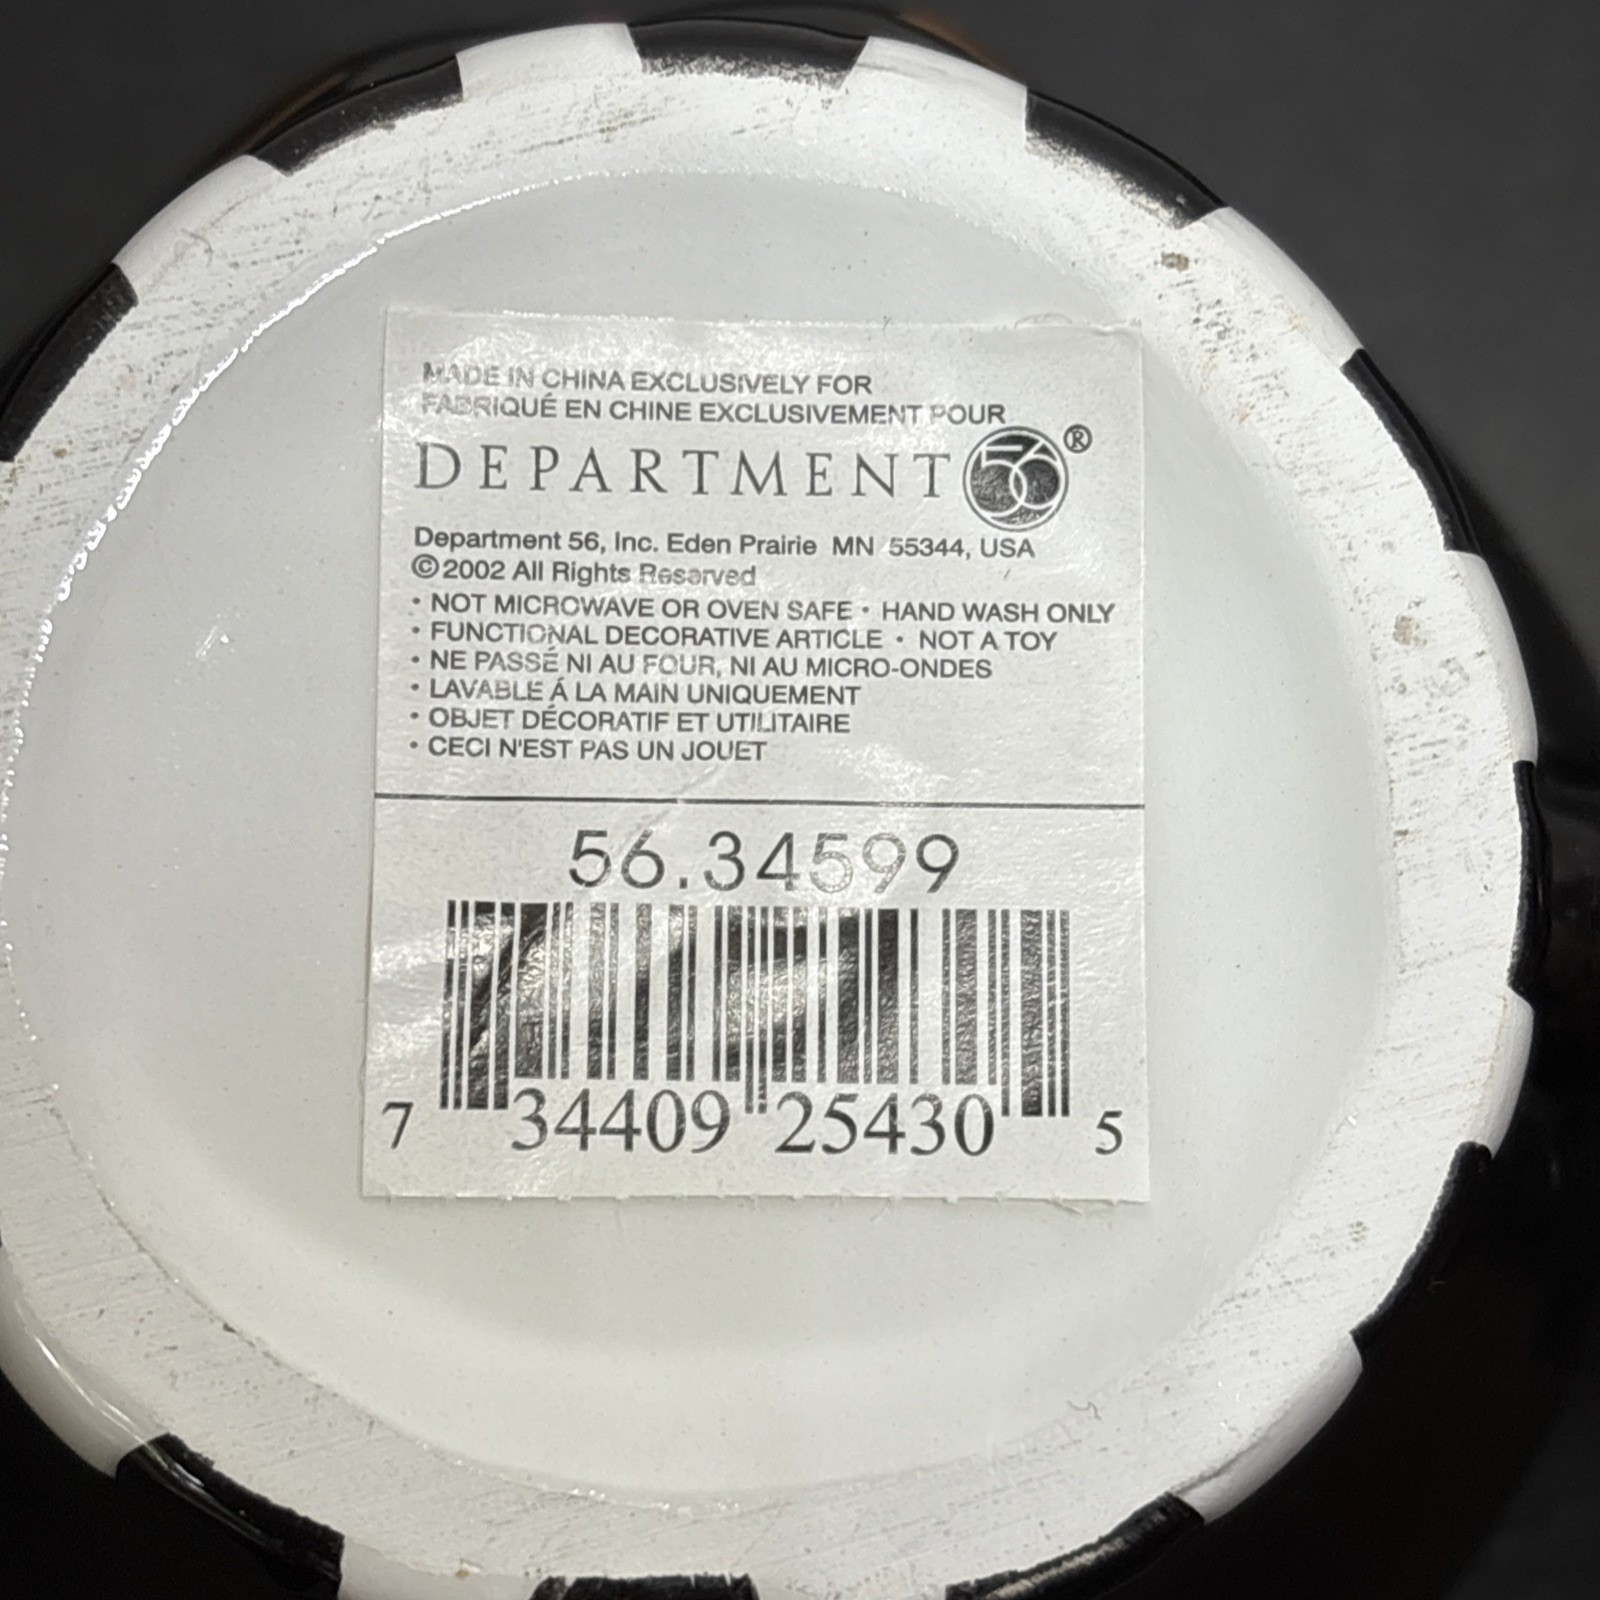 MADE IN CHINA EXCLUSIVELY FOR
FABRIQUÉ EN CHINE EXCLUSIVEMENT POUR
DEPARTMENT 56®
Department 56, Inc. Eden Prairie MN 55344, USA
©2002 All Rights Reserved
• NOT MICROWAVE OR OVEN SAFE • HAND WASH ONLY
• FUNCTIONAL DECORATIVE ARTICLE • NOT A TOY
• NE PASSÉ NI AU FOUR, NI AU MICRO-ONDES
• LAVABLE Á LA MAIN UNIQUEMENT
• OBJET DÉCORATIF ET UTILITAIRE
• CECI N'EST PAS UN JOUET
56.34599
7 34409 25430 5